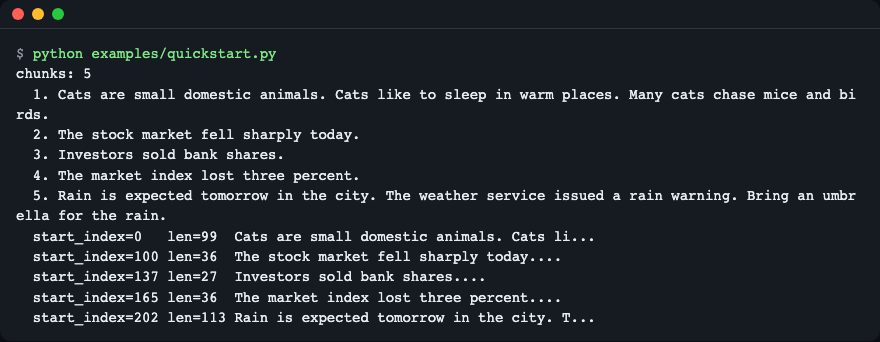 $ python examples/quickstart.py
chunks: 5
  1. Cats are small domestic animals. Cats like to sleep in warm places. Many cats chase mice and bi
rds.
  2. The stock market fell sharply today.
  3. Investors sold bank shares.
  4. The market index lost three percent.
  5. Rain is expected tomorrow in the city. The weather service issued a rain warning. Bring an umbr
ella for the rain.
  start_index=0   len=99  Cats are small domestic animals. Cats li...
  start_index=100 len=36  The stock market fell sharply today....
  start_index=137 len=27  Investors sold bank shares....
  start_index=165 len=36  The market index lost three percent....
  start_index=202 len=113 Rain is expected tomorrow in the city. T...